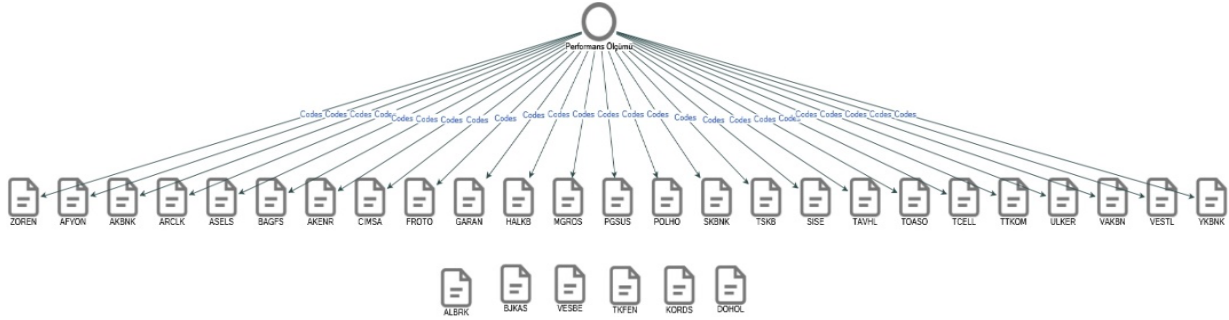 Performans Ölçümü
Codes Codes Codes Codes Codes Codes Codes Codes Codes Codes Codes Codes Codes Codes Codes Codes Codes Codes Codes Codes Codes Codes Codes Codes Codes
ZOREN AFYON AKBNK ARCLK ASELS BAGFS AKENR CIMSA FROTO GARAN HALKB MGROS PGSUS POLHO SKBNK TSKB SISE TAVHL TOASO TCELL TTKOM ULKER VAKBN VESTL YKBNK
ALBRK BJKAS VESBE TKFEN KORDS DOHOL